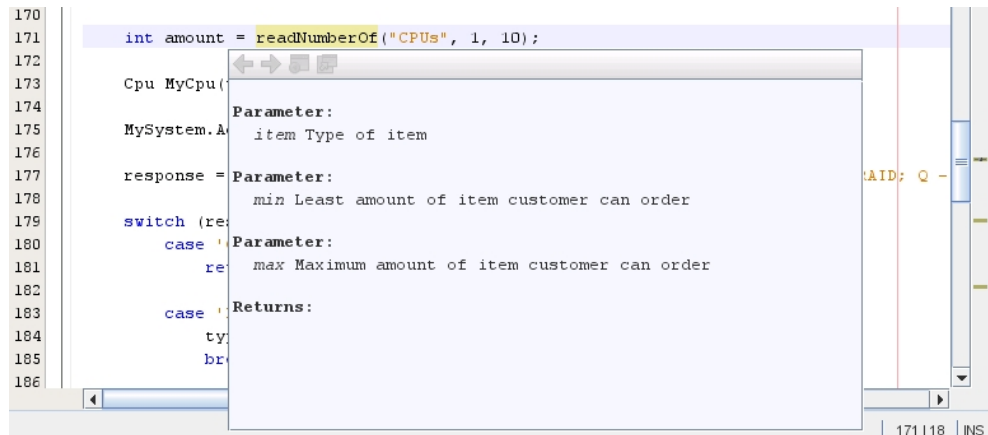 170
171 int amount = readNumberOf("CPUs", 1, 10);
172
173 Cpu MyCpu(
174
175 MySystem.A
176
177 response = RAID; Q -
178
179 switch (re
180 case '
181 re
182
183 case '
184 ty
185 br
186
Parameter:
item Type of item
Parameter:
min Least amount of item customer can order
Parameter:
max Maximum amount of item customer can order
Returns:
171|18 INS